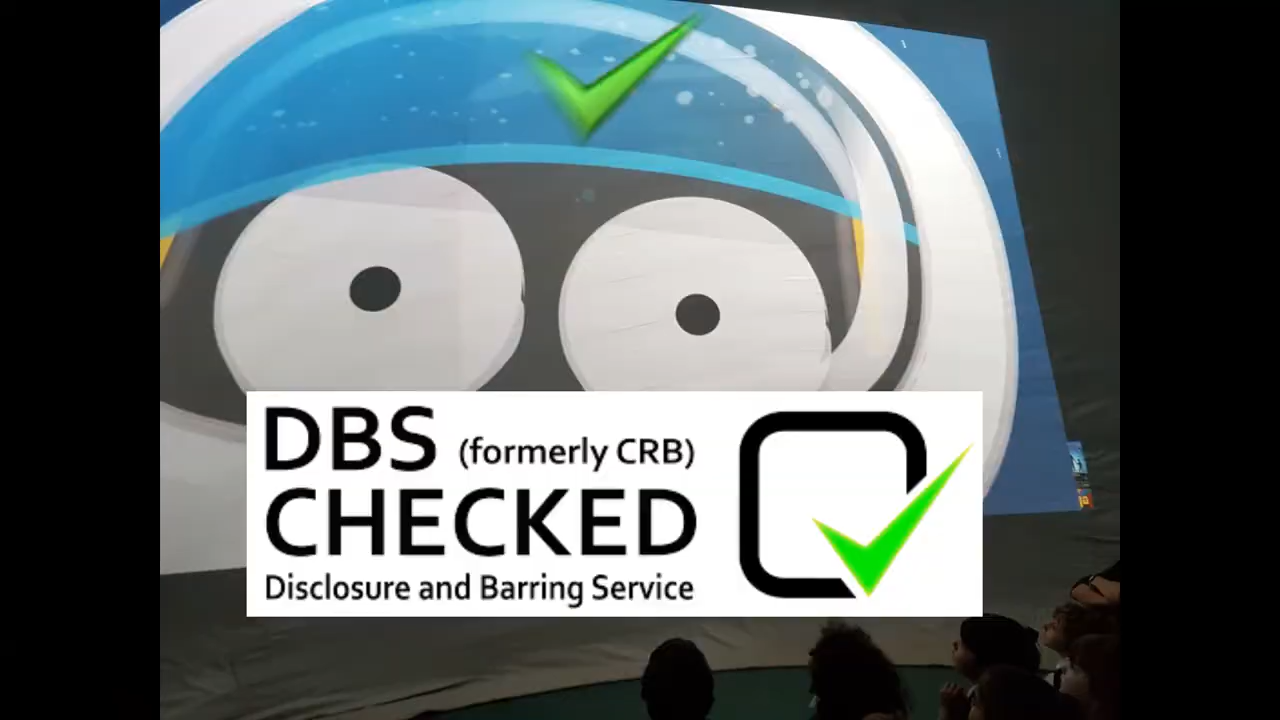 DBS (formerly CRB)
CHECKED
Disclosure and Barring Service